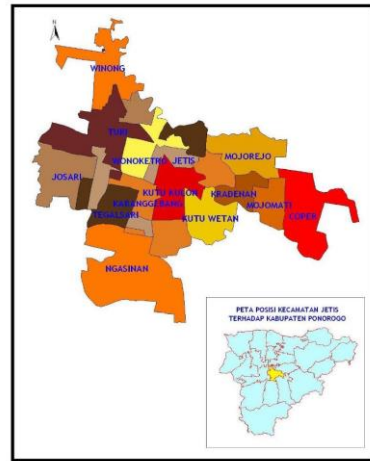 N
WINONG
TURI
WONOKETRO JETIS
MOJOREJO
JOSARI
KUTU KULON
KRADENAN
KARANGGEBANG
MOJOMATI
COPER
TEGALSARI
KUTU WETAN
NGASINAN
PETA POSISI KECAMATAN JETIS
TERHADAP KABUPATEN PONOROGO